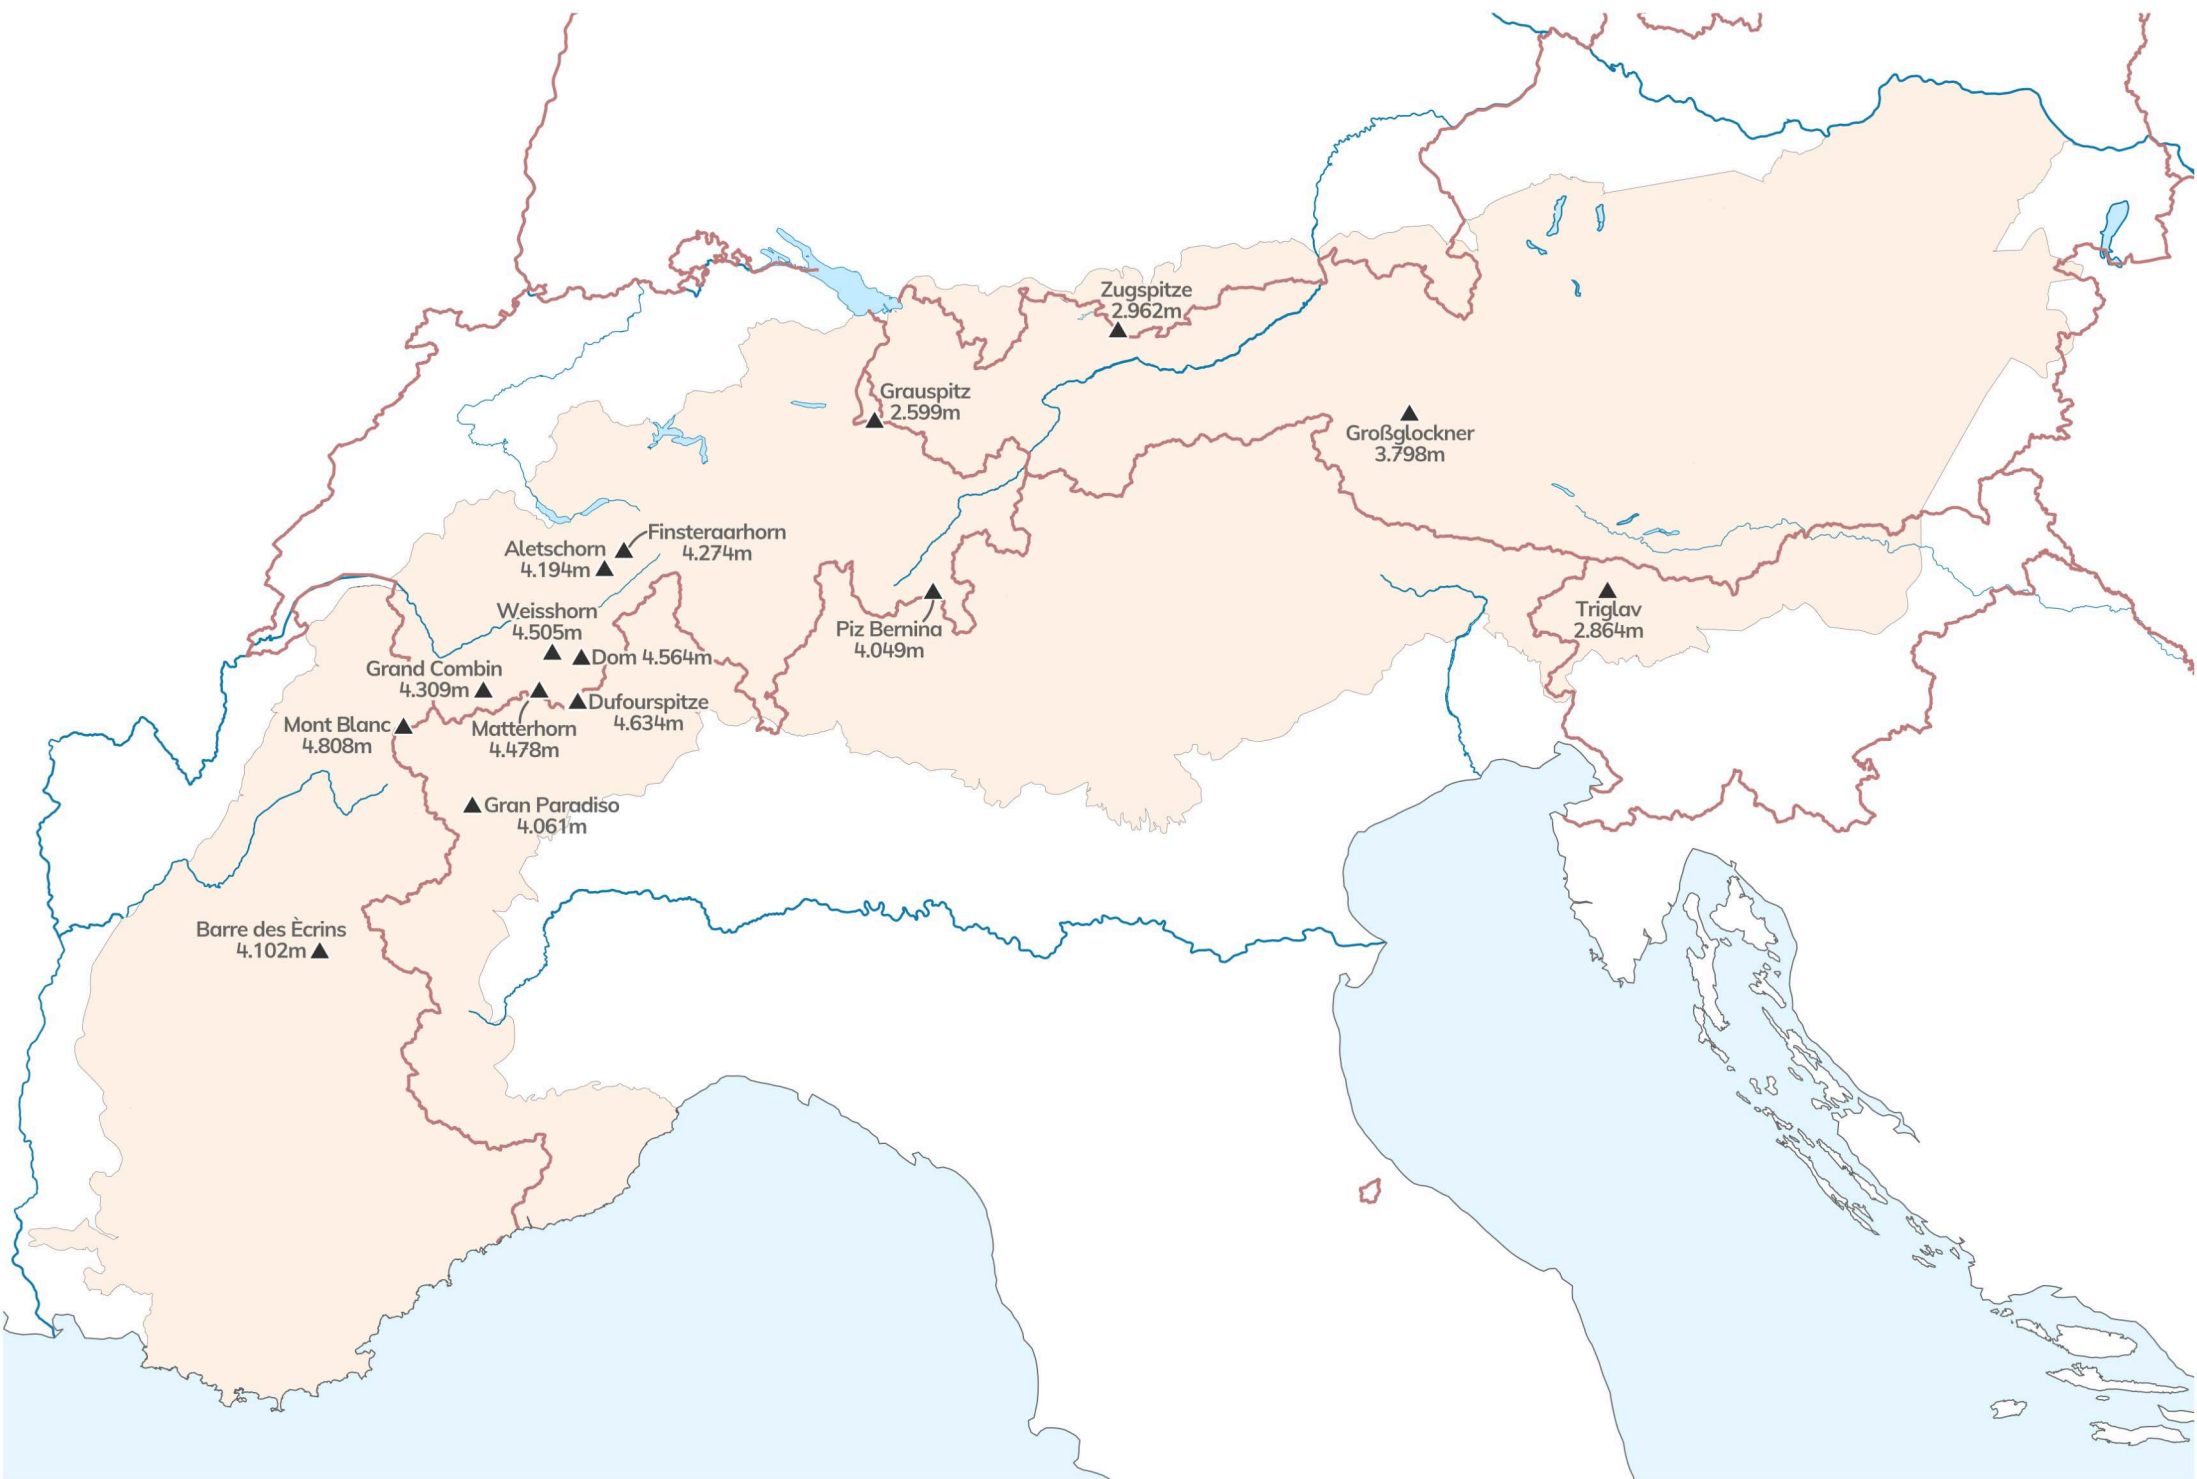 Zugspitze
2.962m
Grauspitz
2.599m
Großglockner
3.798m
Finsteraarhorn
4.274m
Aletschorn
4.194m
Weisshorn
4.505m
Triglav
2.864m
Piz Bernina
4.049m
Dom 4.564m
Grand Combin
4.309m
Dufourspitze
4.634m
Mont Blanc
4.808m
Matterhorn
4.478m
Gran Paradiso
4.061m
Barre des Ècrins
4.102m